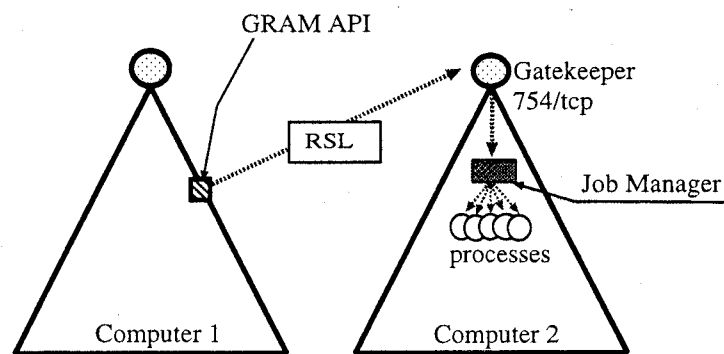 GRAM API
Gatekeeper
754/tcp
RSL
Job Manager
processes
Computer 1
Computer 2